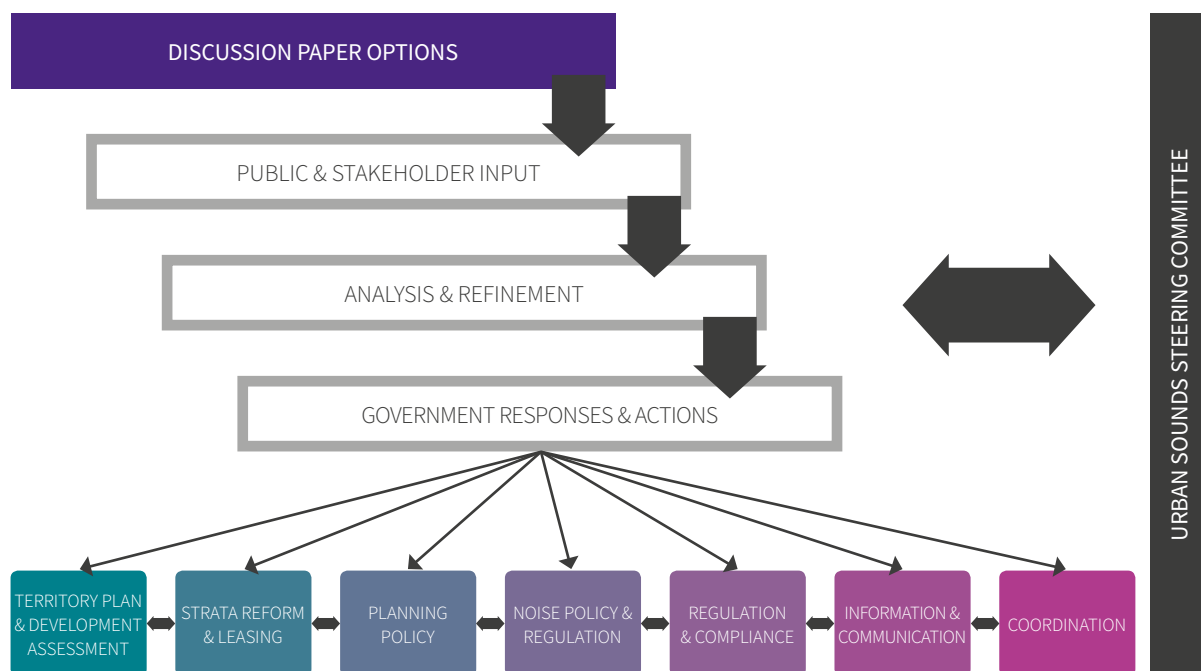 DISCUSSION PAPER OPTIONS
PUBLIC & STAKEHOLDER INPUT
ANALYSIS & REFINEMENT
GOVERNMENT RESPONSES & ACTIONS
URBAN SOUNDS STEERING COMMITTEE
TERRITORY PLAN
& DEVELOPMENT
ASSESSMENT
STRATA REFORM
& LEASING
PLANNING
POLICY
NOISE POLICY &
REGULATION
REGULATION
& COMPLIANCE
INFORMATION &
COMMUNICATION
COORDINATION